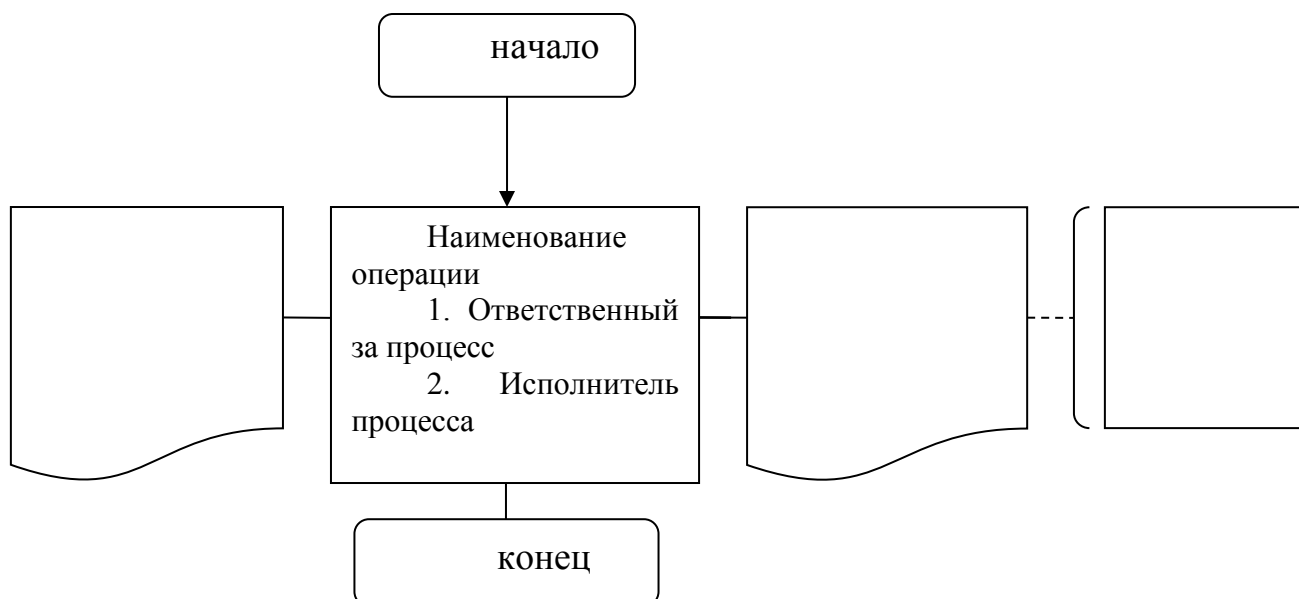 начало
Наименование
операции
1. Ответственный
за процесс
2. Исполнитель
процесса
конец